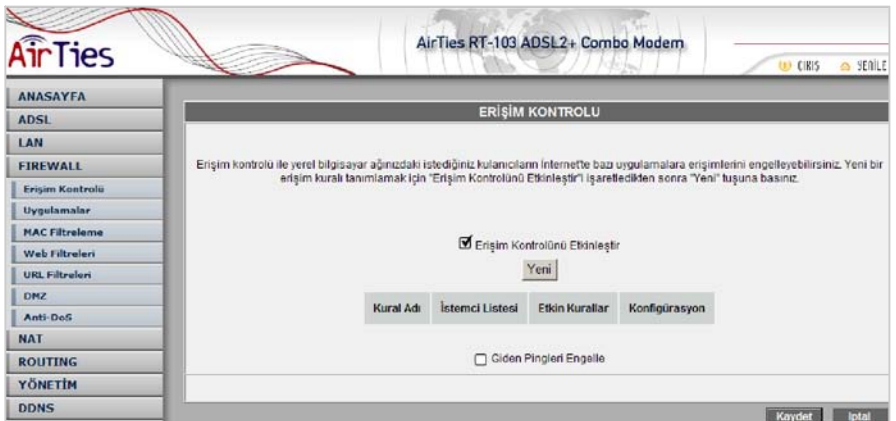 AirTies
AirTies RT-103 ADSL2+ Combo Modem
ÇIKIŞ
YENİLE
ANASAYFA
ADSL
LAN
FIREWALL
Erişim Kontrolü
Uygulamalar
MAC Filtreleme
Web Filtreleri
URL Filtreleri
DMZ
Anti-DoS
NAT
ROUTING
YÖNETİM
DDNS
ERİŞİM KONTROLU
Erişim kontrolü ile yerel bilgisayar ağınızdaki istediğiniz kulanıcıların İnternet'te bazı uygulamalara erişimlerini engelleyebilirsiniz. Yeni bir
erişim kuralı tanımlamak için "Erişim Kontrolünü Etkinleştir"i işaretledikten sonra "Yeni" tuşuna basınız.
Erişim Kontrolünü Etkinleştir
Yeni
Kural Adı İstemci Listesi Etkin Kurallar Konfigürasyon
Giden Pingleri Engelle
Kaydet İptal